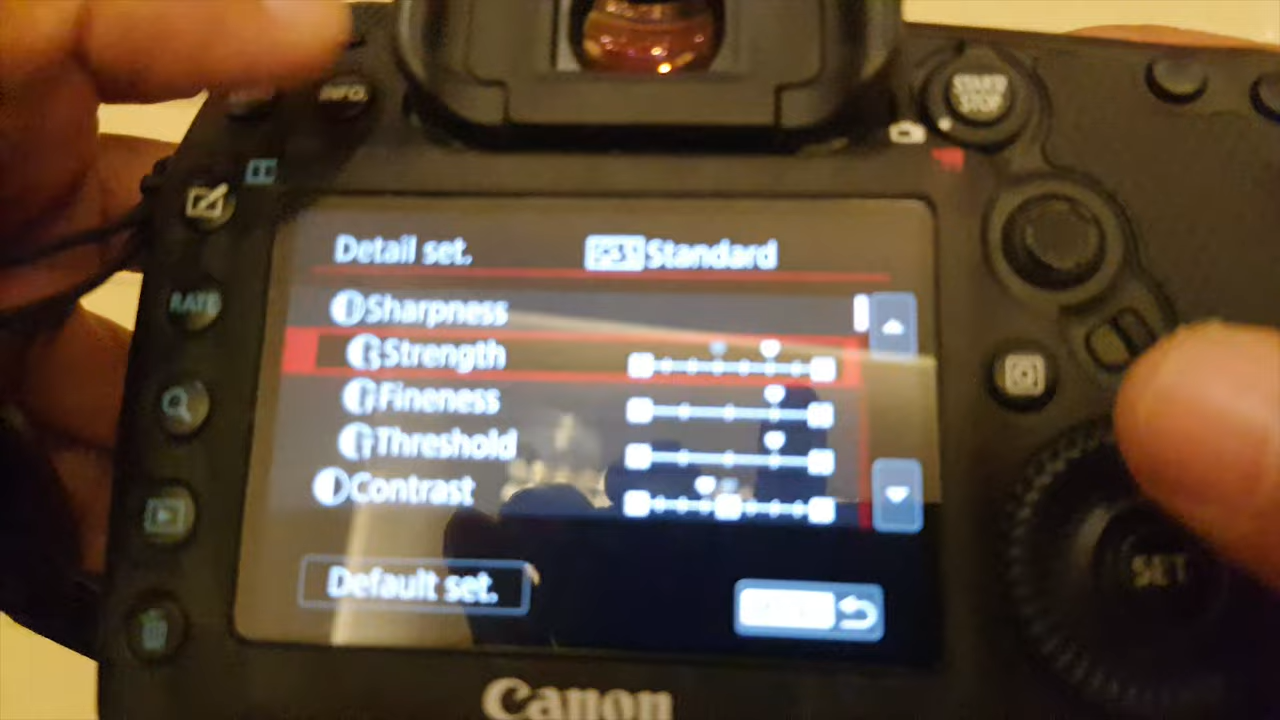 INFO
START/
STOP
RATE
Detail set. Standard
Sharpness
Strength
Fineness
Threshold
Contrast
Default set.
SET
Canon